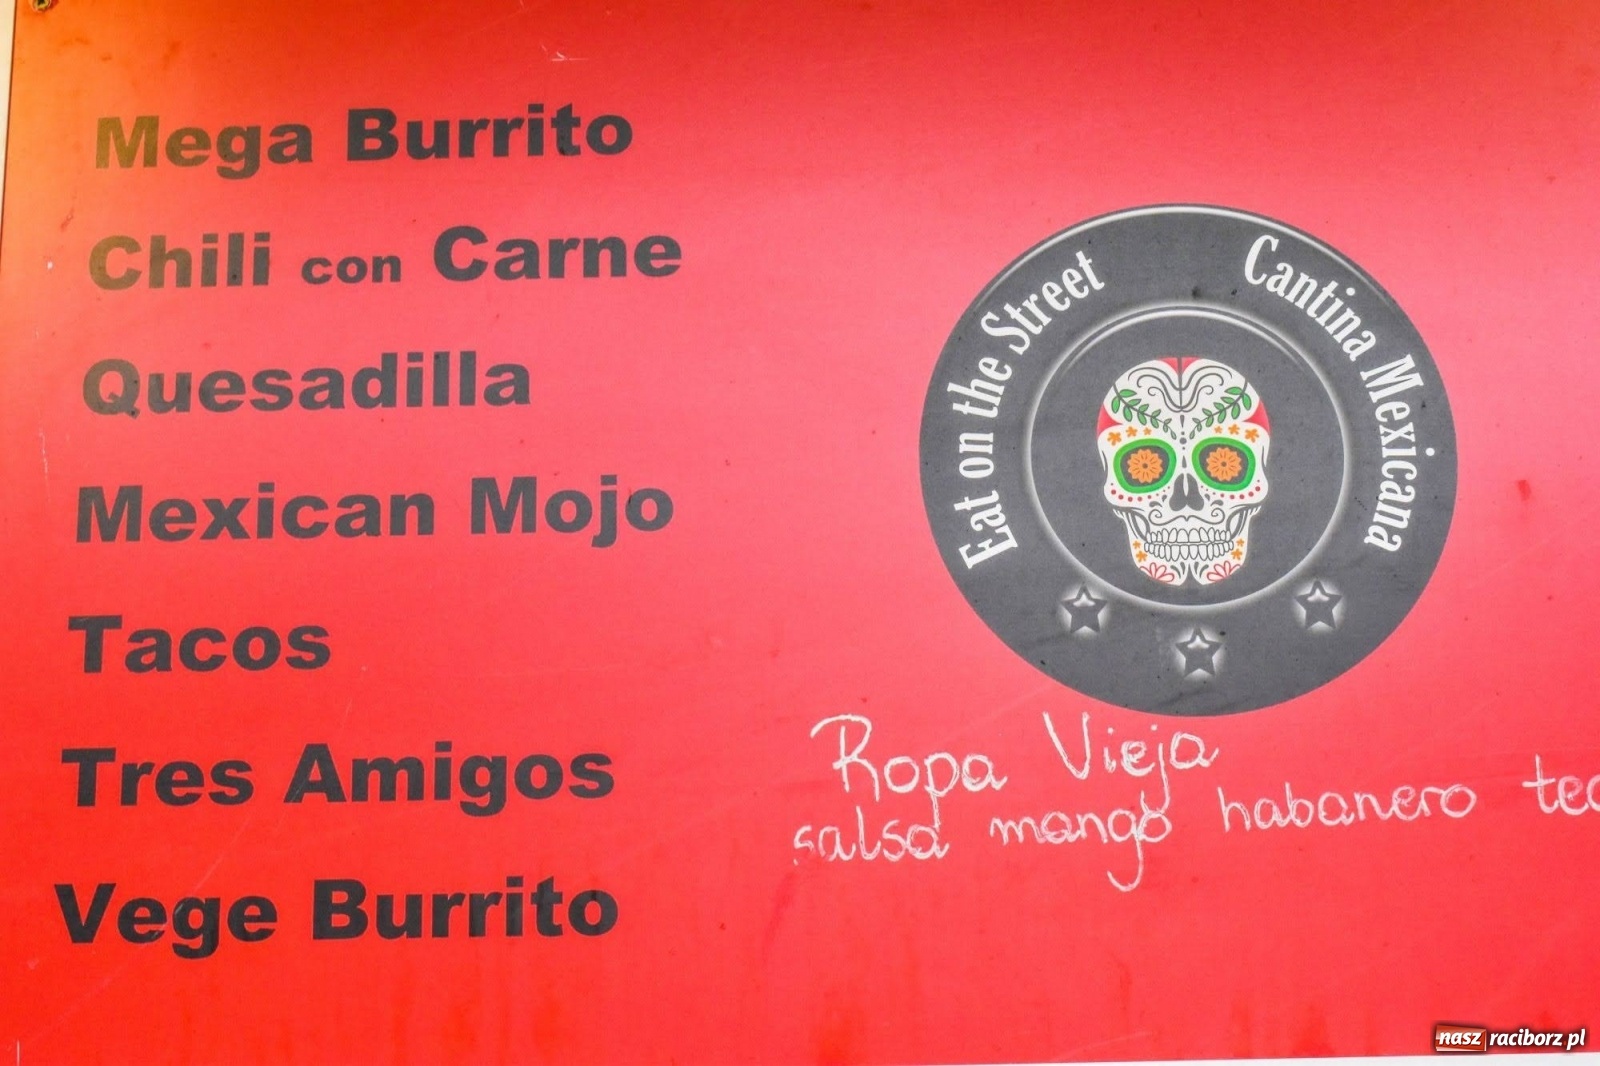 Mega Burrito
Chili con Carne
Quesadilla
Mexican Mojo
Tacos
Tres Amigos
Vege Burrito
Eat on the Street
Cantina Mexicana
Ropa Vieja
salsa mango habanero
nasz raciborz.pl